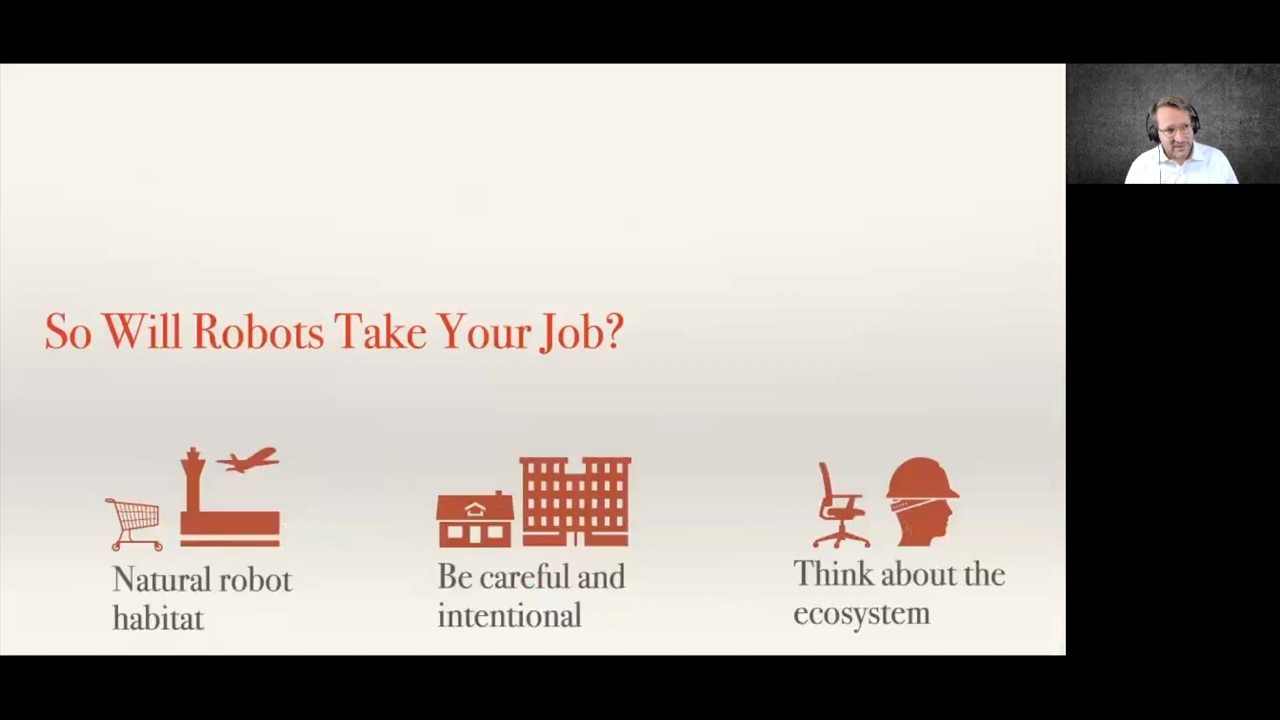 So Will Robots Take Your Job?
Natural robot
habitat
Be careful and
intentional
Think about the
ecosystem